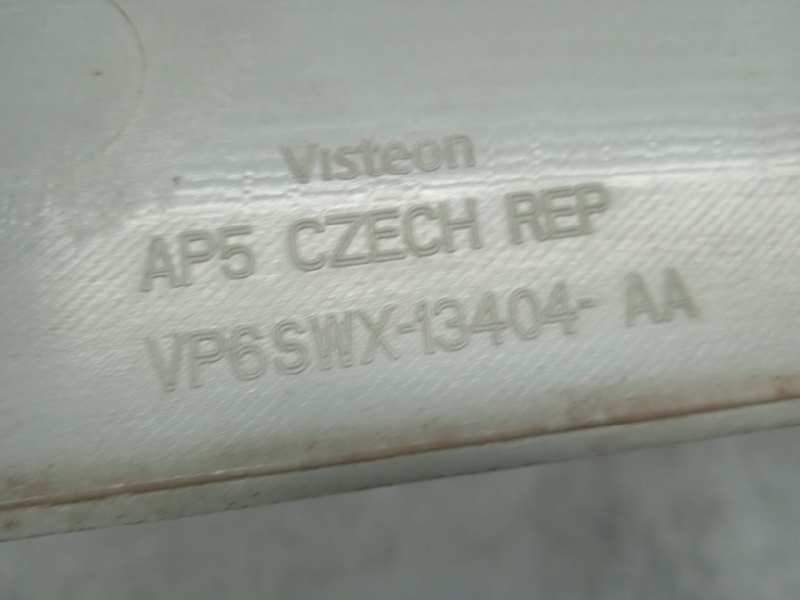 Visteon
AP5 CZECH REP
VP6SWX-13404-AA